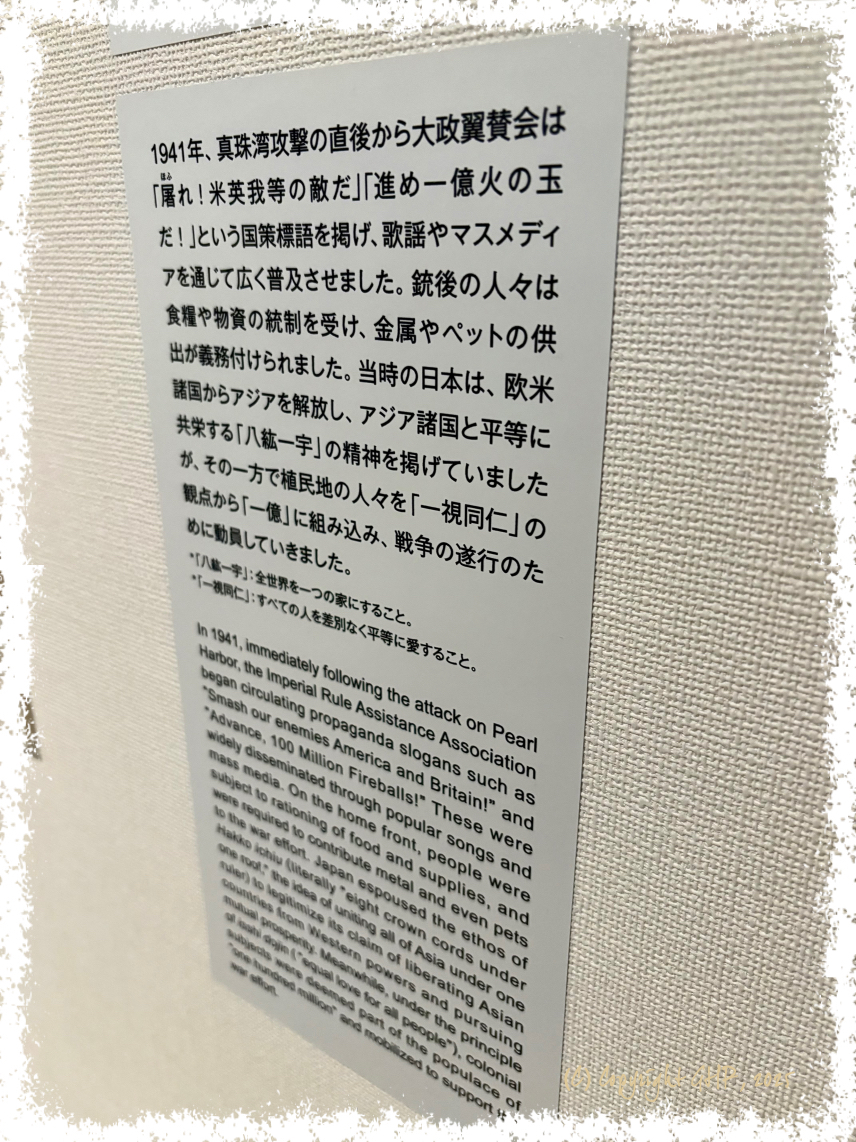 1941年、真珠湾攻撃の直後から大政翼賛会は
ほふ
「屠れ！米英我等の敵だ」「進め一億火の玉
だ！」という国策標語を掲げ、歌謡やマスメディ
アを通じて広く普及させました。銃後の人々は
食糧や物資の統制を受け、金属やペットの供
出が義務付けられました。当時の日本は、欧米
諸国からアジアを解放し、アジア諸国と平等に
共栄する「八紘一宇」の精神を掲げていました
が、その一方で植民地の人々を「一視同仁」の
観点から「一億」に組み込み、戦争の遂行のた
めに動員していきました。
*「八紘一宇」：全世界を一つの家にすること。
*「一視同仁」：すべての人を差別なく平等に愛すること。
In 1941, immediately following the attack on Pearl
Harbor, the Imperial Rule Assistance Association
began circulating propaganda slogans such as
"Smash our enemies America and Britain!" and
"Advance, 100 Million Fireballs!" These were
widely disseminated through popular songs and
mass media. On the home front, people were
subject to rationing of food and supplies, and
were required to contribute metal and even pets
to the war effort. Japan espoused the ethos of
Hakko ichiu (literally "eight crown cords under
one roof," the idea of uniting all of Asia under one
ruler) to legitimize its claim of liberating Asian
countries from Western powers and pursuing
mutual prosperity. Meanwhile, under the principle
of isshi dojin ("equal love for all people"), colonial
subjects were deemed part of the populace of
"one hundred million" and mobilized to support
war effort.